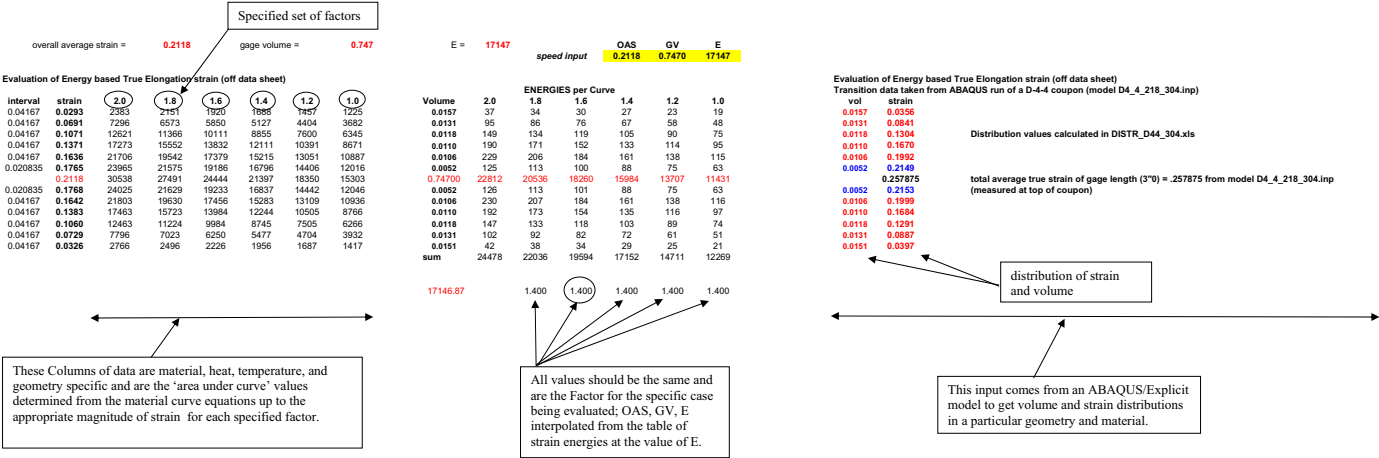 Specified set of factors
overall average strain = 0.2118 gage volume = 0.747 E = 17147 OAS GV E
speed input 0.2118 0.7470 17147
Evaluation of Energy based True Elongation strain (off data sheet)
interval strain 2.0 1.8 1.6 1.4 1.2 1.0
0.04167 0.0293 2383 2151 1920 1688 1457 1225
0.04167 0.0691 7296 6573 5850 5127 4404 3682
0.04167 0.1071 12621 11366 10111 8855 7600 6345
0.04167 0.1371 17273 15552 13832 12111 10391 8671
0.04167 0.1636 21706 19542 17379 15215 13051 10887
0.020835 0.1765 23965 21575 19186 16796 14406 12016
0.2118 30538 27491 24444 21397 18350 15303
0.020835 0.1768 24025 21629 19233 16837 14442 12046
0.04167 0.1642 21803 19630 17456 15283 13109 10936
0.04167 0.1383 17463 15723 13984 12244 10505 8766
0.04167 0.1060 12463 11224 9984 8745 7505 6266
0.04167 0.0729 7796 7023 6250 5477 4704 3932
0.04167 0.0326 2766 2496 2226 1956 1687 1417
ENERGIES per Curve
Volume 2.0 1.8 1.6 1.4 1.2 1.0
0.0157 37 34 30 27 23 19
0.0131 95 86 76 67 58 48
0.0118 149 134 119 105 90 75
0.0110 190 171 152 133 114 95
0.0106 229 206 184 161 138 115
0.0052 125 113 100 88 75 63
0.74700 22812 20536 18260 15984 13707 11431
0.0052 126 113 101 88 75 63
0.0106 230 207 184 161 138 116
0.0110 192 173 154 135 116 97
0.0118 147 133 118 103 89 74
0.0131 102 92 82 72 61 51
0.0151 42 38 34 29 25 21
sum 24478 22036 19594 17152 14711 12269
17146.87 1.400 1.400 1.400 1.400 1.400
Evaluation of Energy based True Elongation strain (off data sheet)
Transition data taken from ABAQUS run of a D-4-4 coupon (model D4_4_218_304.inp)
vol strain
0.0157 0.0356
0.0131 0.0841
0.0118 0.1304 Distribution values calculated in DISTR_D44_304.xls
0.0110 0.1670
0.0106 0.1992
0.0052 0.2149
0.257875 total average true strain of gage length (3"0) = .257875 from model D4_4_218_304.inp
0.0052 0.2153 (measured at top of coupon)
0.0106 0.1999
0.0110 0.1684
0.0118 0.1291
0.0131 0.0887
0.0151 0.0397
distribution of strain
and volume
These Columns of data are material, heat, temperature, and
geometry specific and are the ‘area under curve’ values
determined from the material curve equations up to the
appropriate magnitude of strain for each specified factor.
All values should be the same and
are the Factor for the specific case
being evaluated; OAS, GV, E
interpolated from the table of
strain energies at the value of E.
This input comes from an ABAQUS/Explicit
model to get volume and strain distributions
in a particular geometry and material.